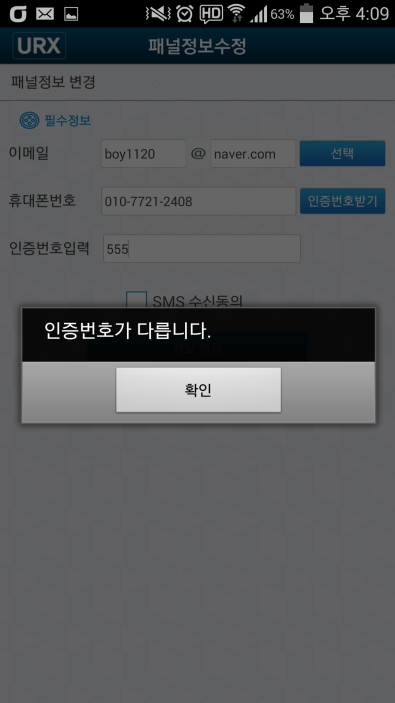 HD 63% 오후 4:09
URX 패널정보수정
패널정보 변경
필수정보
이메일 boy1120 @ naver.com 선택
휴대폰번호 010-7721-2408 인증번호받기
인증번호입력 555
SMS 수신동의
인증번호가 다릅니다.
확인